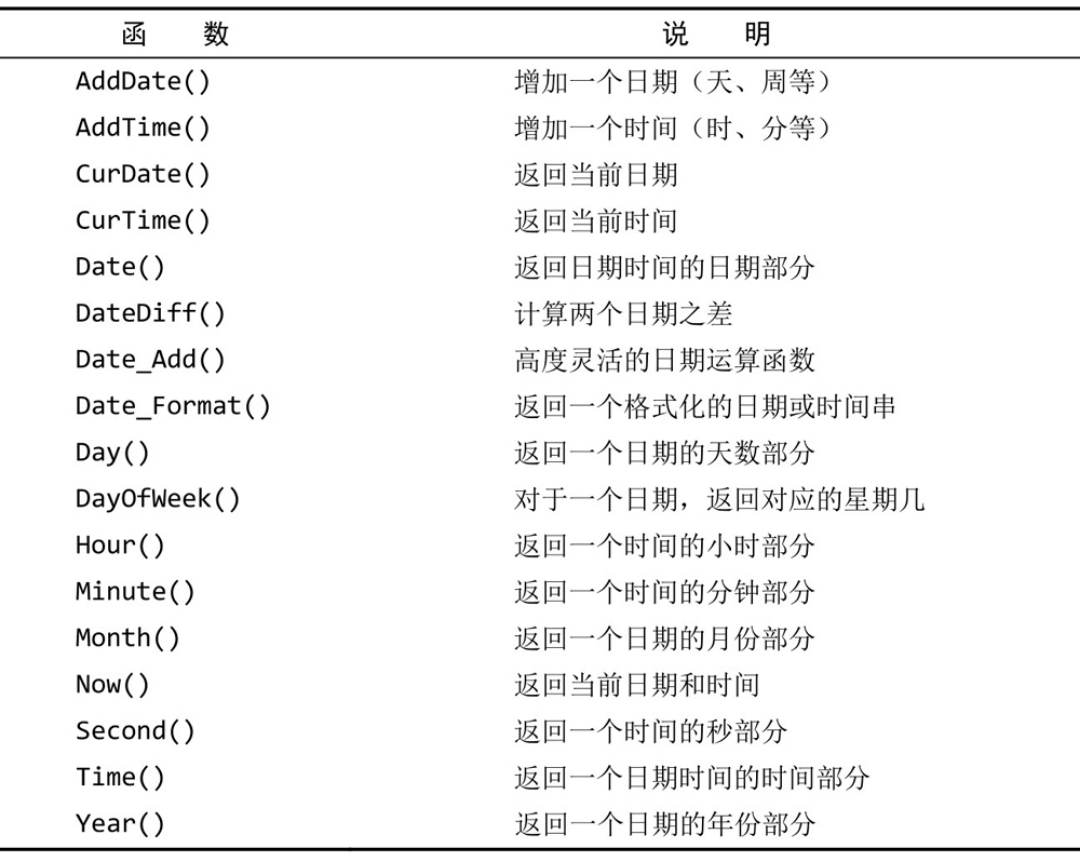 函 数 说 明
AddDate() 增加一个日期（天、周等）
AddTime() 增加一个时间（时、分等）
CurDate() 返回当前日期
CurTime() 返回当前时间
Date() 返回日期时间的日期部分
DateDiff() 计算两个日期之差
Date_Add() 高度灵活的日期运算函数
Date_Format() 返回一个格式化的日期或时间串
Day() 返回一个日期的天数部分
DayOfWeek() 对于一个日期，返回对应的星期几
Hour() 返回一个时间的小时部分
Minute() 返回一个时间的分钟部分
Month() 返回一个日期的月份部分
Now() 返回当前日期和时间
Second() 返回一个时间的秒部分
Time() 返回一个日期时间的时间部分
Year() 返回一个日期的年份部分